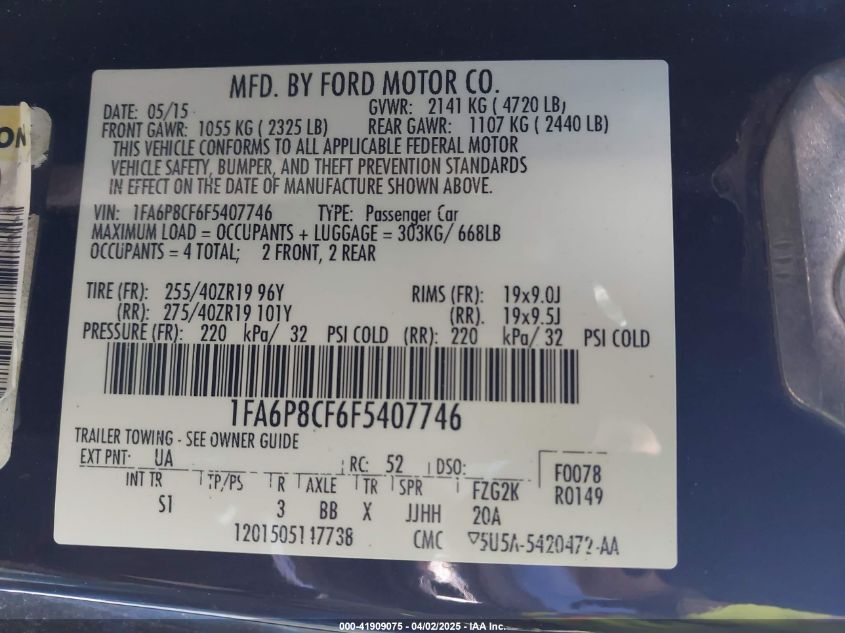 ON
MFD. BY FORD MOTOR CO.
DATE: 05/15 GVWR: 2141 KG ( 4720 LB)
FRONT GAWR: 1055 KG ( 2325 LB) REAR GAWR: 1107 KG ( 2440 LB)
THIS VEHICLE CONFORMS TO ALL APPLICABLE FEDERAL MOTOR
VEHICLE SAFETY, BUMPER, AND THEFT PREVENTION STANDARDS
IN EFFECT ON THE DATE OF MANUFACTURE SHOWN ABOVE.
VIN: 1FA6P8CF6F5407746 TYPE: Passenger Car
MAXIMUM LOAD = OCCUPANTS + LUGGAGE = 303KG/ 668LB
OCCUPANTS = 4 TOTAL; 2 FRONT, 2 REAR
TIRE (FR): 255/40ZR19 96Y RIMS (FR): 19x9.0J
(RR): 275/40ZR19 101Y (RR). 19x9.5J
PRESSURE (FR): 220 kPa/ 32 PSI COLD (RR): 220 kPa/ 32 PSI COLD
1FA6P8CF6F5407746
TRAILER TOWING - SEE OWNER GUIDE
EXT PNT: UA RC: 52 DSO: F0078
INT TR TP/PS R AXLE TR SPR FZG2K R0149
S1 3 BB X JJHH 20A
CMC ▽5U5A-5420472-AA
000-41909075 - 04/02/2025 - IAA Inc.